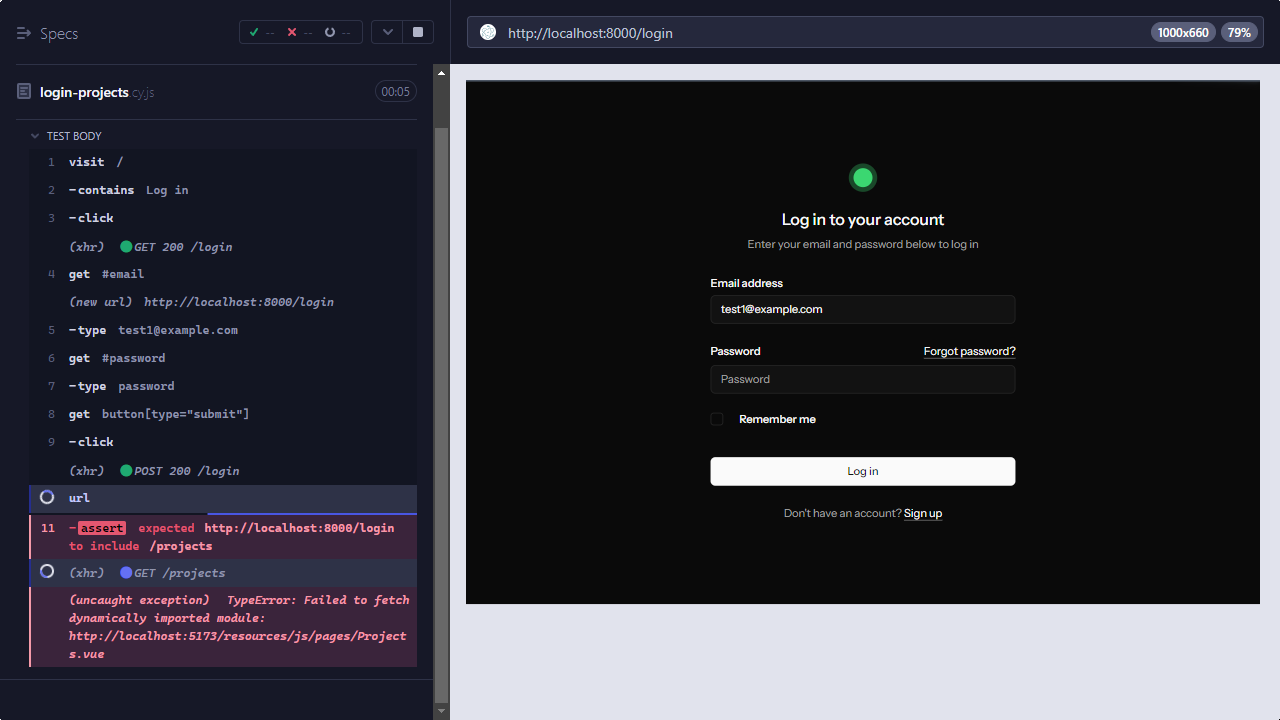 Specs
-- -- --
login-projects.cy.js 00:05
TEST BODY
1 visit /
2 -contains Log in
3 -click
(xhr) GET 200 /login
4 get #email
(new url) http://localhost:8000/login
5 -type test1@example.com
6 get #password
7 -type password
8 get button[type="submit"]
9 -click
(xhr) POST 200 /login
url
11 -assert expected http://localhost:8000/login
to include /projects
(xhr) GET /projects
(uncaught exception) TypeError: Failed to fetch
dynamically imported module:
http://localhost:5173/resources/js/pages/Project
s.vue
http://localhost:8000/login 1000x660 79%
Log in to your account
Enter your email and password below to log in
Email address
test1@example.com
Password Forgot password?
Password
Remember me
Log in
Don't have an account? Sign up